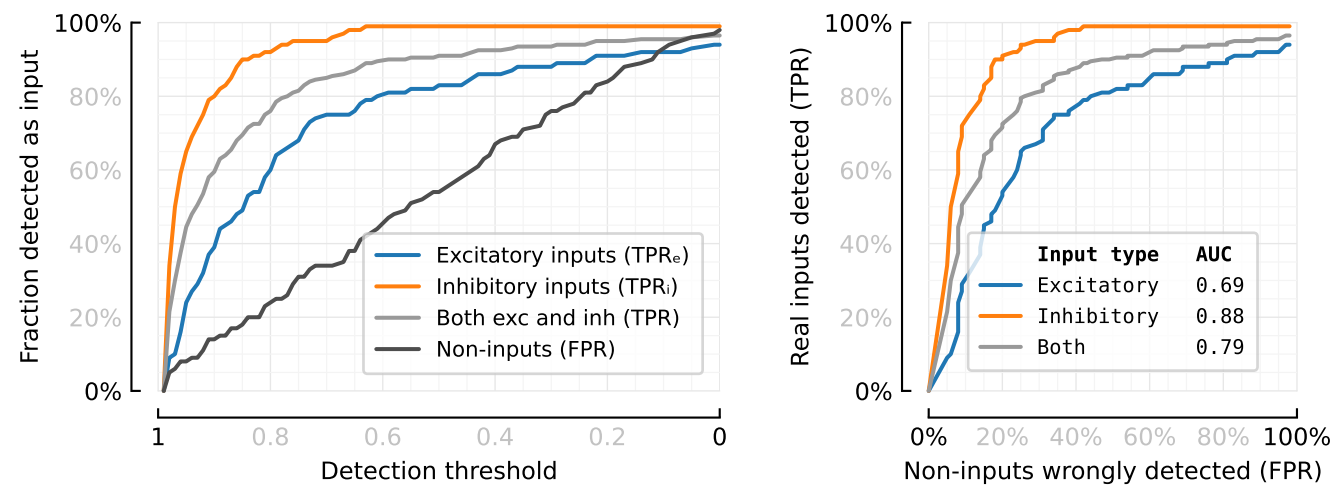 Fraction detected as input
100%
80%
60%
40%
20%
0%
Excitatory inputs (TPRₑ)
Inhibitory inputs (TPRᵢ)
Both exc and inh (TPR)
Non-inputs (FPR)
1 0.8 0.6 0.4 0.2 0
Detection threshold
Real inputs detected (TPR)
100%
80%
60%
40%
20%
0%
Input type AUC
Excitatory 0.69
Inhibitory 0.88
Both 0.79
0% 20% 40% 60% 80% 100%
Non-inputs wrongly detected (FPR)